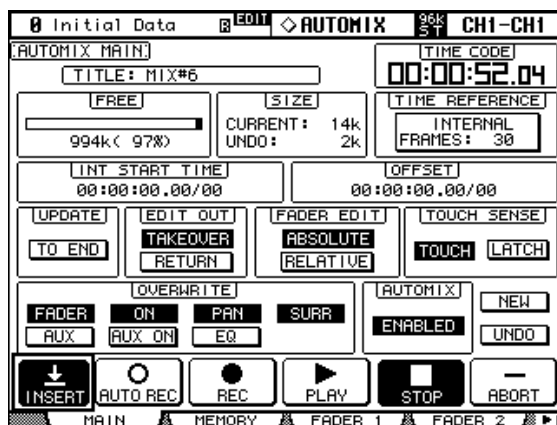 0 Initial Data EDIT AUTOMIX 96k ST CH1-CH1
AUTOMIX MAIN
TIME CODE
TITLE: MIX#6
00:00:52.04
FREE
SIZE
TIME REFERENCE
994k( 97%)
CURRENT: 14k
UNDO: 2k
INTERNAL
FRAMES: 30
INT START TIME
OFFSET
00:00:00.00/00
00:00:00.00/00
UPDATE
EDIT OUT
FADER EDIT
TOUCH SENSE
TO END
TAKEOVER
RETURN
ABSOLUTE
RELATIVE
TOUCH
LATCH
OVERWRITE
AUTOMIX
FADER ON PAN SURR
AUX AUX ON EQ
ENABLED
NEW
UNDO
INSERT AUTO REC REC PLAY STOP ABORT
MAIN MEMORY FADER 1 FADER 2